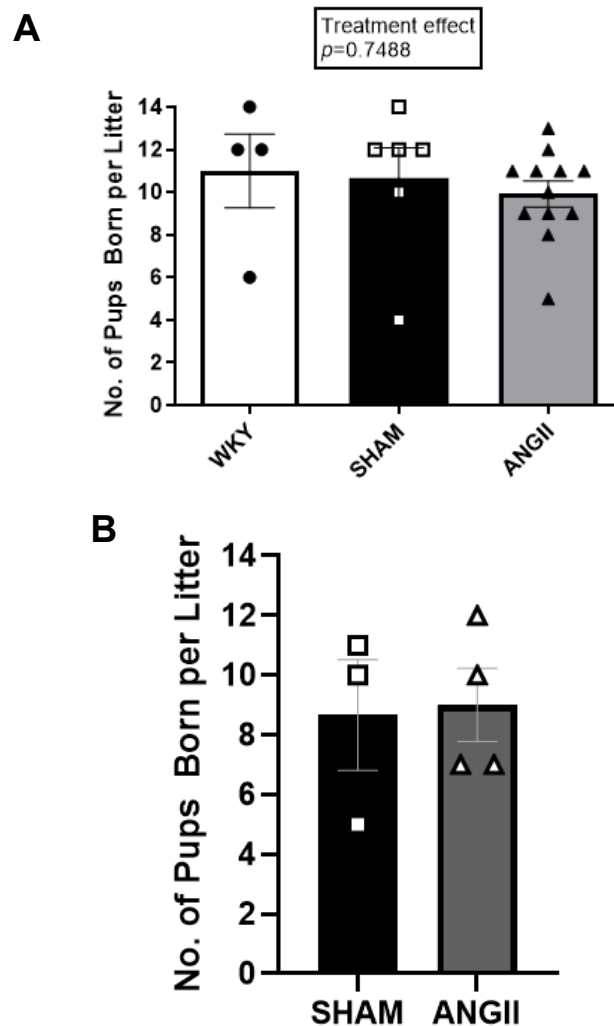 A
Treatment effect
p=0.7488
No. of Pups Born per Litter
14
12
10
8
6
4
2
0
WKY
SHAM
ANGII
B
No. of Pups Born per Litter
14
12
10
8
6
4
2
0
SHAM ANGII